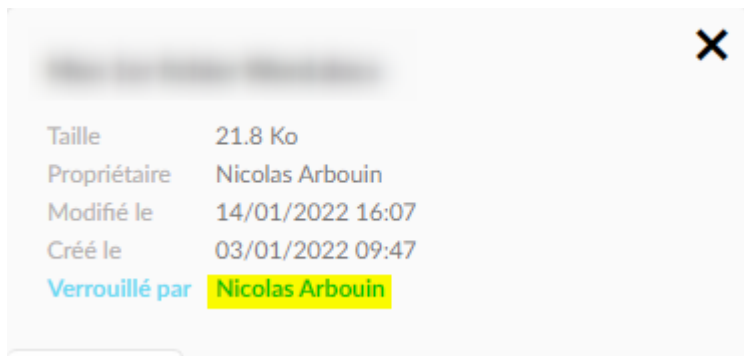 Taille 21.8 Ko
Propriétaire Nicolas Arbouin
Modifié le 14/01/2022 16:07
Créé le 03/01/2022 09:47
Verrouillé par Nicolas Arbouin